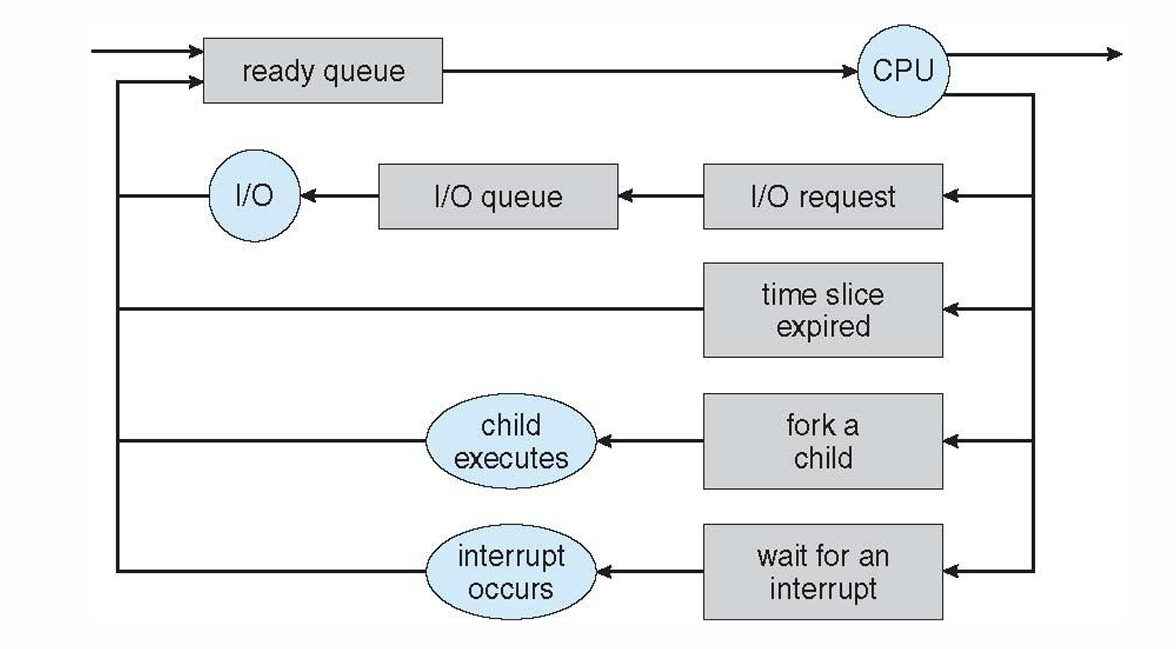 ready queue
CPU
I/O
I/O queue
I/O request
time slice
expired
child
executes
fork a
child
interrupt
occurs
wait for an
interrupt